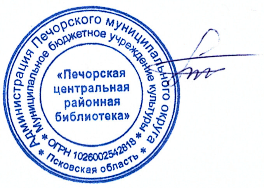 Администрация Печорского муниципального округа
Муниципальное бюджетное учреждение культуры
«Печорская
центральная
районная
библиотека»
* ОГРН 1026002542818 *
* Псковская область *